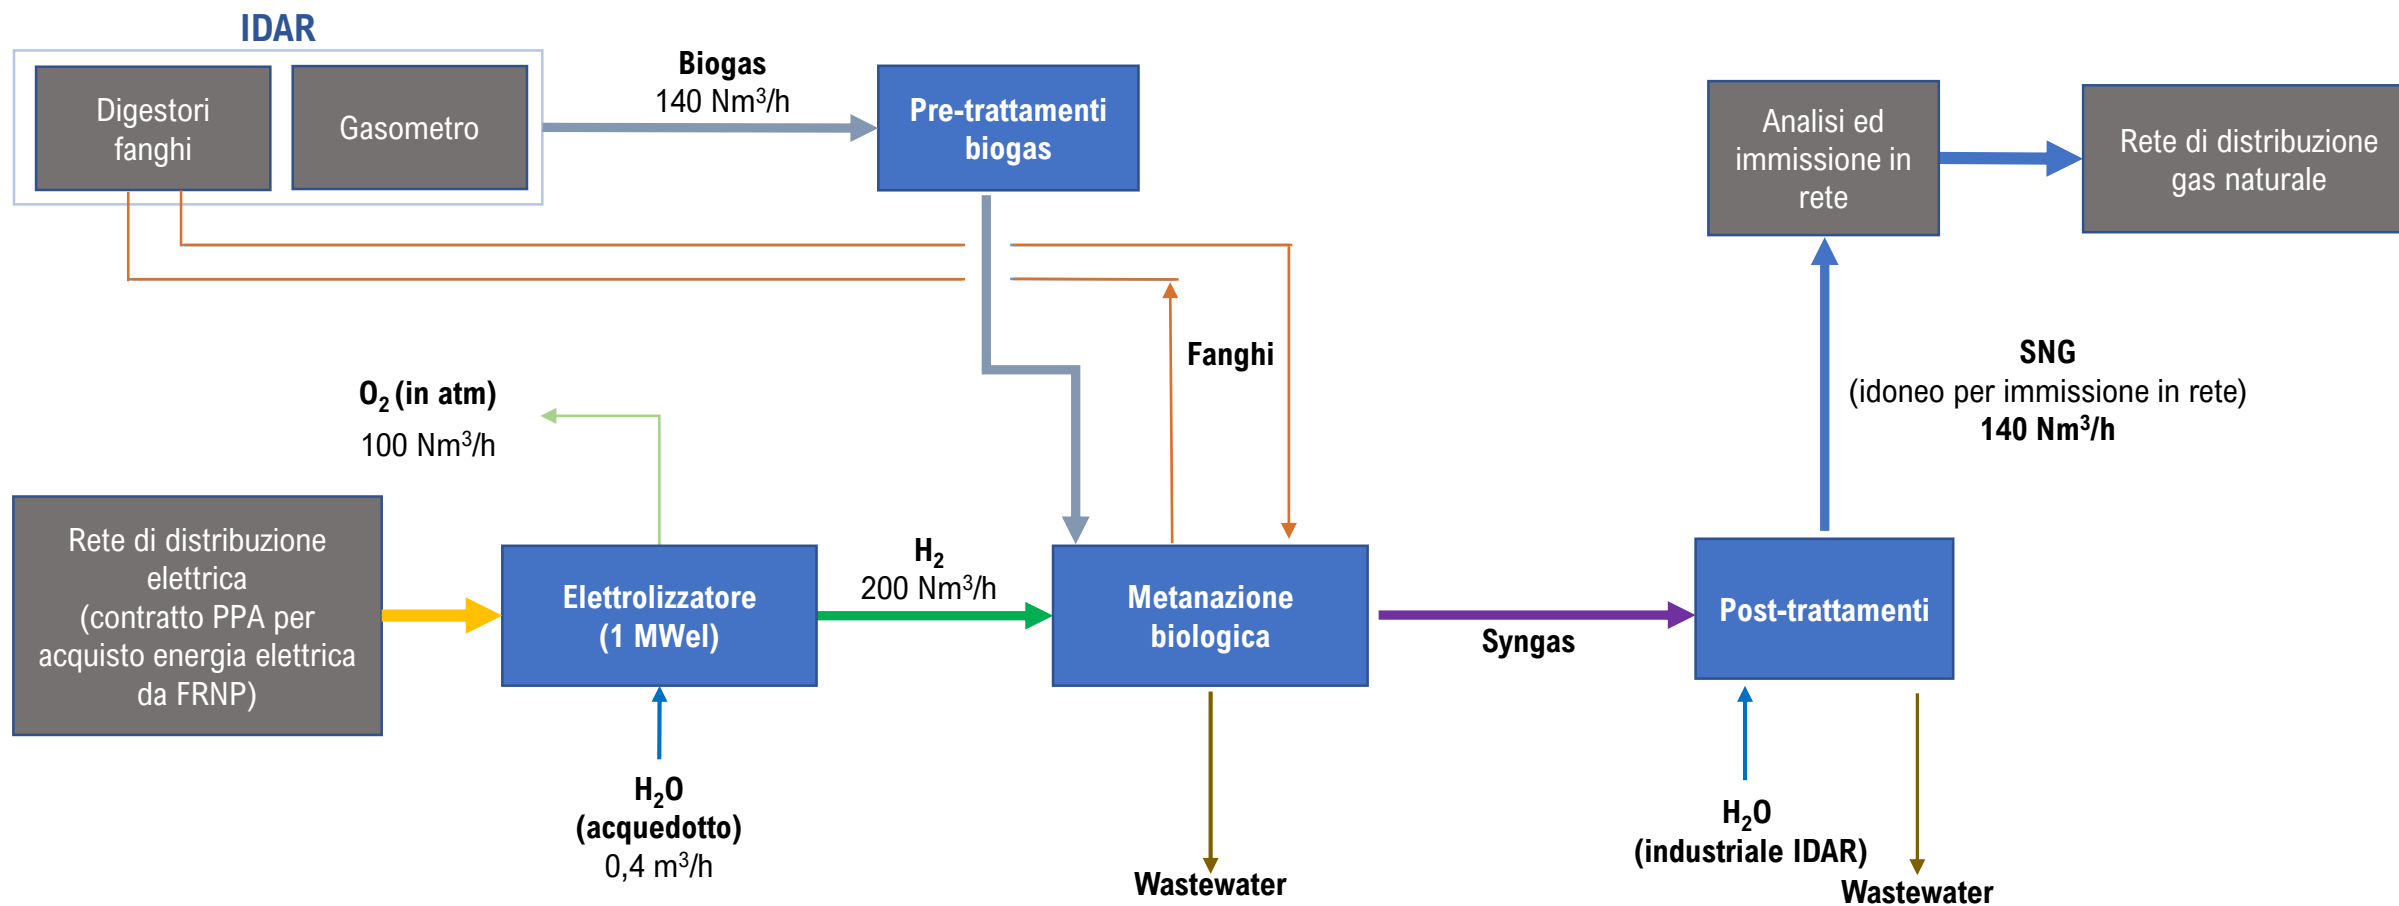 IDAR
Digestori
fanghi
Gasometro
Biogas
140 Nm³/h
Pre-trattamenti
biogas
Analisi ed
immissione in
rete
Rete di distribuzione
gas naturale
Fanghi
SNG
(idoneo per immissione in rete)
140 Nm³/h
O₂ (in atm)
100 Nm³/h
Rete di distribuzione
elettrica
(contratto PPA per
acquisto energia elettrica
da FRNP)
Elettrolizzatore
(1 MWel)
H₂
200 Nm³/h
Metanazione
biologica
Syngas
Post-trattamenti
H₂O
(acquedotto)
0,4 m³/h
Wastewater
H₂O
(industriale IDAR)
Wastewater